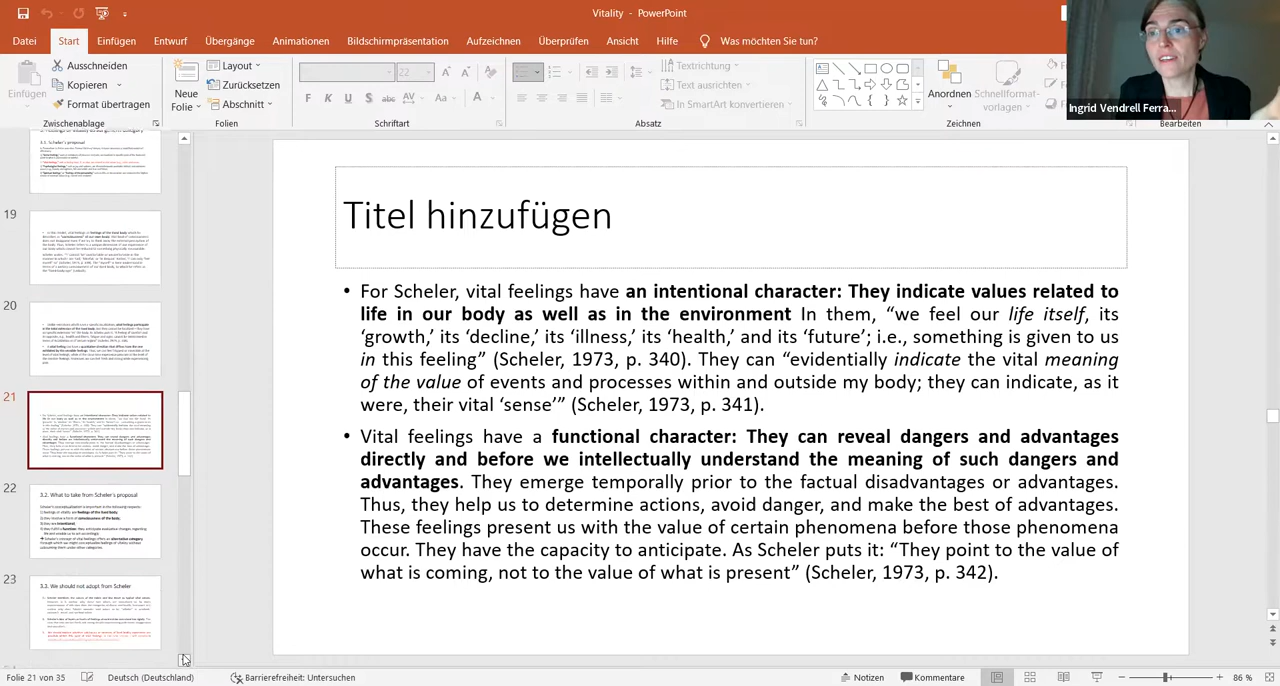 Vitality - PowerPoint
Datei Start Einfügen Entwurf Übergänge Animationen Bildschirmpräsentation Aufzeichnen Überprüfen Ansicht Hilfe Was möchten Sie tun?
Einfügen
Ausschneiden
Kopieren
Format übertragen
Zwischenablage
Neue
Folie
Layout
Zurücksetzen
Abschnitt
Folien
22
F K U S abc AV Aa A
Schriftart
Textrichtung
Text ausrichten
In SmartArt konvertieren
Absatz
Anordnen
Schnellformat-
vorlagen
Zeichnen
Bearbeiten
Ingrid Vendrell Ferra...
3.1. Scheler's proposal
19
20
21
22
3.2. What to take from Scheler's proposal
23
3.3. We should not adopt from Scheler
Titel hinzufügen
• For Scheler, vital feelings have an intentional character: They indicate values related to
life in our body as well as in the environment In them, “we feel our life itself, its
‘growth,’ its ‘decline,’ its ‘illness,’ its ‘health,’ and its ‘future’; i.e., something is given to us
in this feeling” (Scheler, 1973, p. 340). They can “evidentially indicate the vital meaning
of the value of events and processes within and outside my body; they can indicate, as it
were, their vital ‘sense’” (Scheler, 1973, p. 341).
• Vital feelings have a functional character: They can reveal dangers and advantages
directly and before we intellectually understand the meaning of such dangers and
advantages. They emerge temporally prior to the factual disadvantages or advantages.
Thus, they help us to determine actions, avoid danger, and make the best of advantages.
These feelings present us with the value of certain phenomena before those phenomena
occur. They have the capacity to anticipate. As Scheler puts it: “They point to the value of
what is coming, not to the value of what is present” (Scheler, 1973, p. 342).
Folie 21 von 35 Deutsch (Deutschland) Barrierefreiheit: Untersuchen Notizen Kommentare 86 %